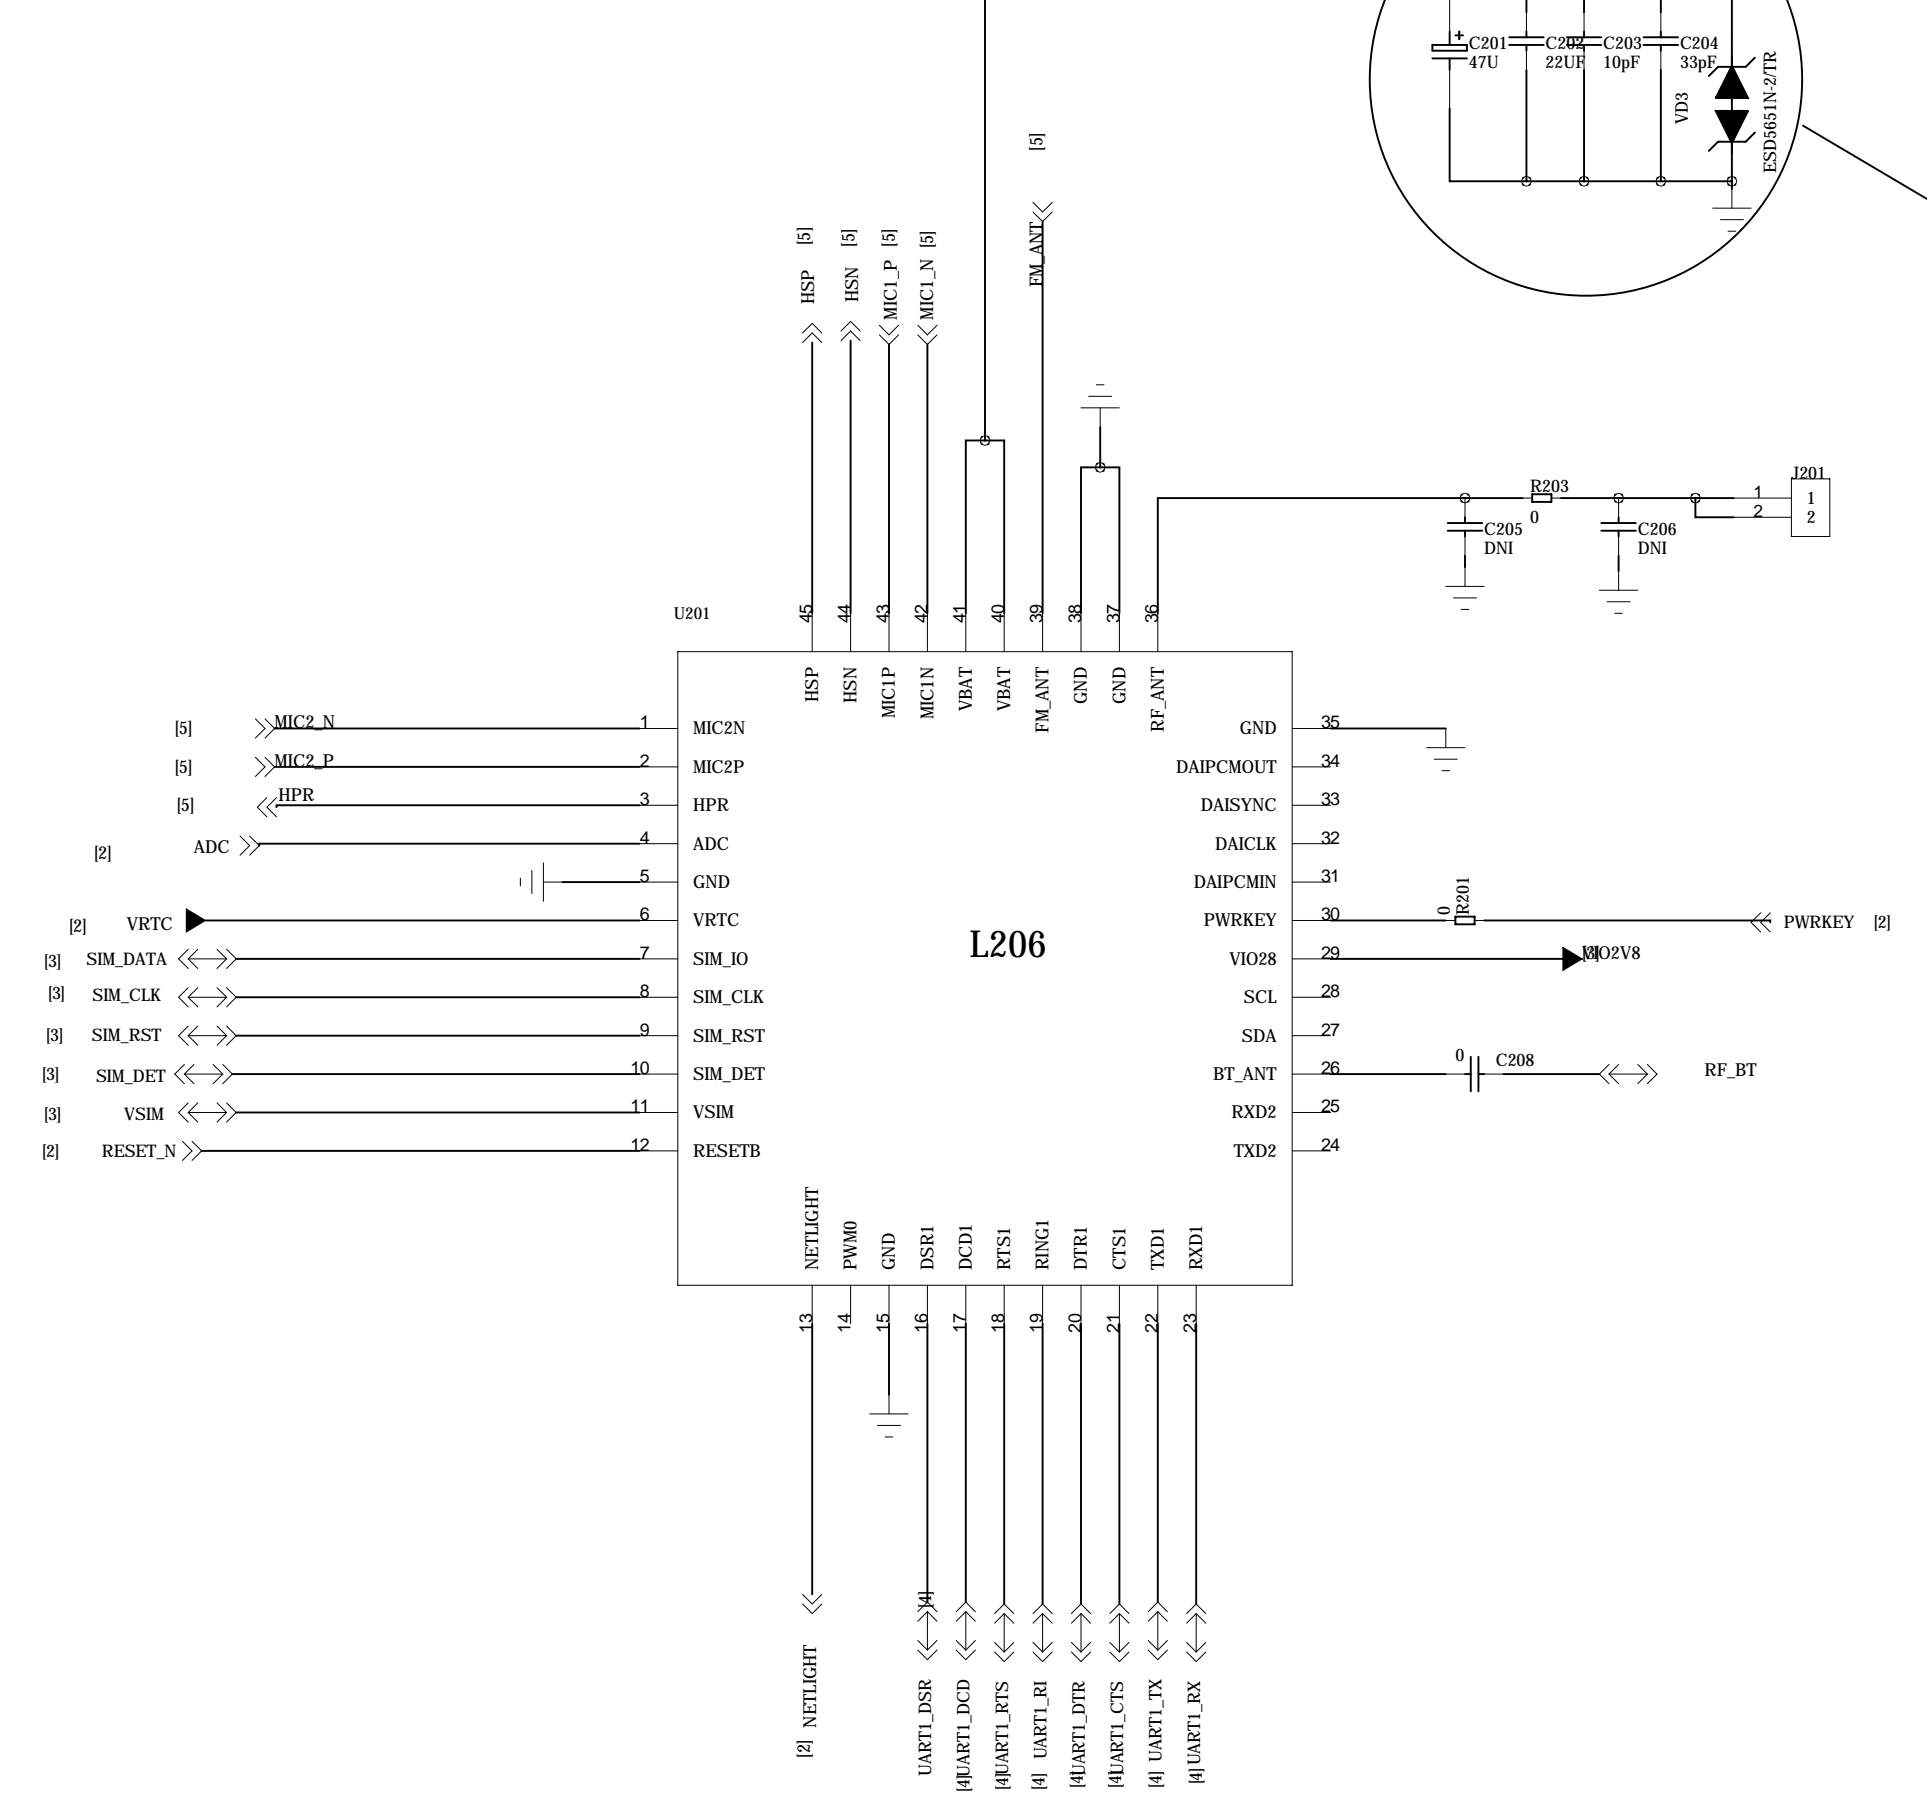 + C201 C202 C203 C204
47U 22UF 10pF 33pF
VD3
ESD5651N-2/TR
[5]
FM_ANT
[5] [5] [5] [5]
HSP HSN MIC1_P MIC1_N
J201
R203
0
1 1
2 2
C205
DNI
C206
DNI
U201
45 44 43 42 41 40 39 38 37 36
HSP HSN MIC1P MIC1N VBAT VBAT FM_ANT GND GND RF_ANT
[5] MIC2_N 1 MIC2N
[5] MIC2_P 2 MIC2P
[5] HPR 3 HPR
[2] ADC 4 ADC
5 GND
[2] VRTC 6 VRTC
[3] SIM_DATA 7 SIM_IO
[3] SIM_CLK 8 SIM_CLK
[3] SIM_RST 9 SIM_RST
[3] SIM_DET 10 SIM_DET
[3] VSIM 11 VSIM
[2] RESET_N 12 RESETB
L206
GND 35
DAIPCMOUT 34
DAISYNC 33
DAICLK 32
DAIPCMIN 31
PWRKEY 30 0 R201 PWRKEY [2]
VIO28 29 [3] VIO2V8
SCL 28
SDA 27
BT_ANT 26 0 C208 RF_BT
RXD2 25
TXD2 24
NETLIGHT PWM0 GND DSR1 DCD1 RTS1 RING1 DTR1 CTS1 TXD1 RXD1
13 14 15 16 17 18 19 20 21 22 23
[2] NETLIGHT
[4] UART1_DSR
[4] UART1_DCD
[4] UART1_RTS
[4] UART1_RI
[4] UART1_DTR
[4] UART1_CTS
[4] UART1_TX
[4] UART1_RX